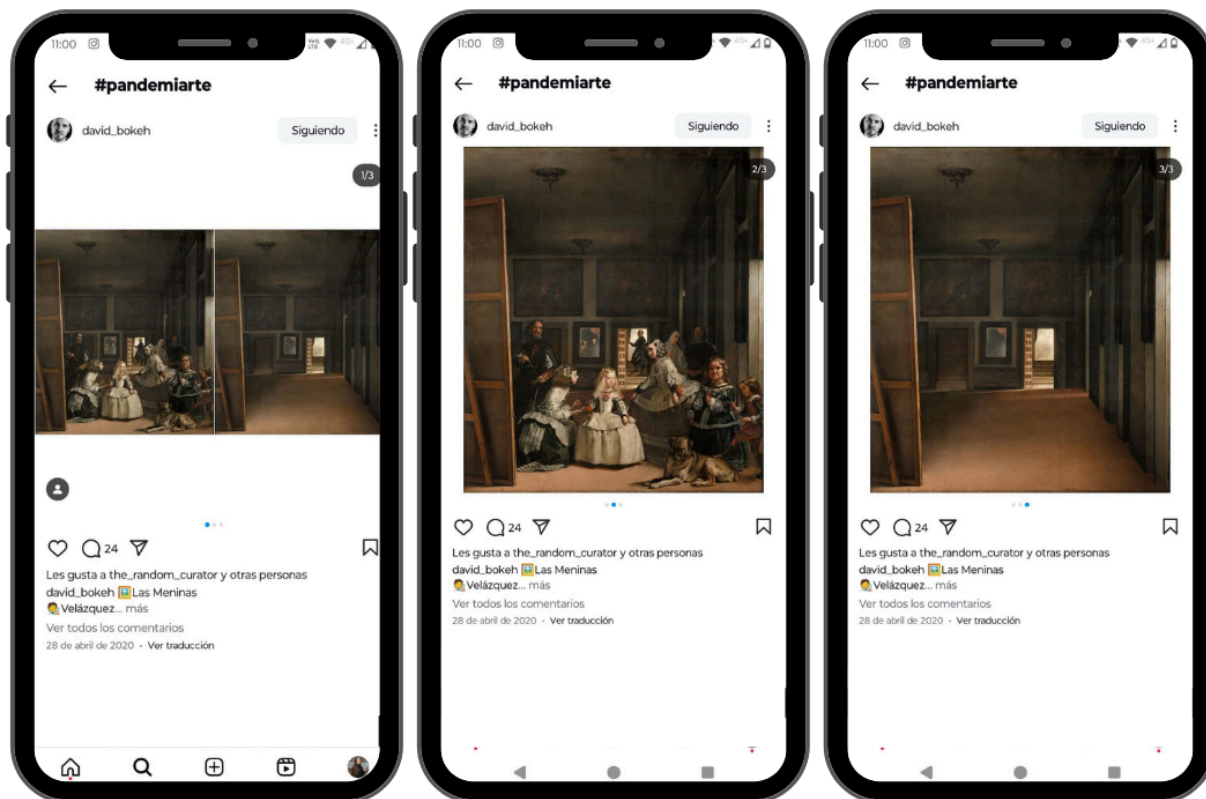 11:00
VoLTE 4G+
#pandemiarte
david_bokeh
Siguiendo
1/3
24
Les gusta a the_random_curator y otras personas
david_bokeh 🖼️Las Meninas
🧑‍🎨Velázquez... más
Ver todos los comentarios
28 de abril de 2020 • Ver traducción
11:00
4G+
#pandemiarte
david_bokeh
Siguiendo
2/3
24
Les gusta a the_random_curator y otras personas
david_bokeh 🖼️Las Meninas
🧑‍🎨Velázquez... más
Ver todos los comentarios
28 de abril de 2020 • Ver traducción
11:00
4G+
#pandemiarte
david_bokeh
Siguiendo
3/3
24
Les gusta a the_random_curator y otras personas
david_bokeh 🖼️Las Meninas
🧑‍🎨Velázquez... más
Ver todos los comentarios
28 de abril de 2020 • Ver traducción